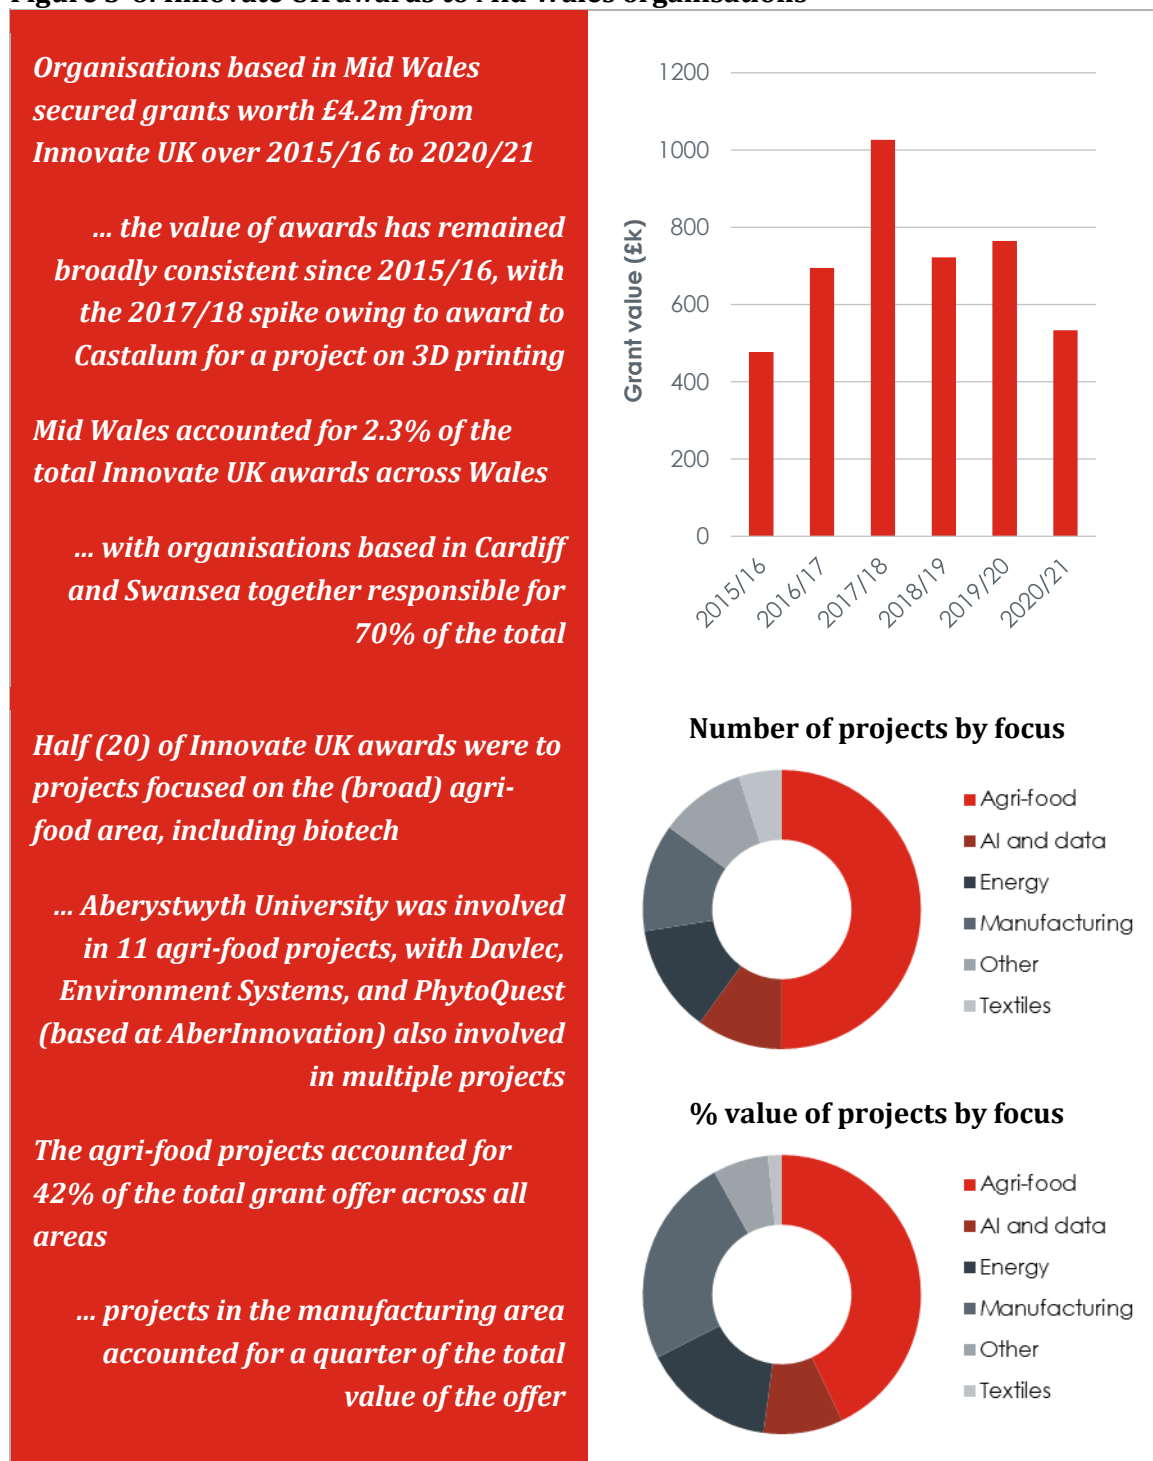 Figure 3-6: Innovate UK awards to Mid Wales organisations
Organisations based in Mid Wales
secured grants worth £4.2m from
Innovate UK over 2015/16 to 2020/21
... the value of awards has remained
broadly consistent since 2015/16, with
the 2017/18 spike owing to award to
Castalum for a project on 3D printing
Mid Wales accounted for 2.3% of the
total Innovate UK awards across Wales
... with organisations based in Cardiff
and Swansea together responsible for
70% of the total
1200
1000
800
600
400
200
0
Grant value (£k)
2015/16
2016/17
2017/18
2018/19
2019/20
2020/21
Half (20) of Innovate UK awards were to
projects focused on the (broad) agri-
food area, including biotech
... Aberystwyth University was involved
in 11 agri-food projects, with Davlec,
Environment Systems, and PhytoQuest
(based at AberInnovation) also involved
in multiple projects
The agri-food projects accounted for
42% of the total grant offer across all
areas
... projects in the manufacturing area
accounted for a quarter of the total
value of the offer
Number of projects by focus
Agri-food
AI and data
Energy
Manufacturing
Other
Textiles
% value of projects by focus
Agri-food
AI and data
Energy
Manufacturing
Other
Textiles